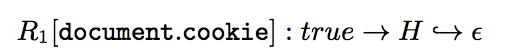 R₁[document.cookie] : true → H ↪ ϵ